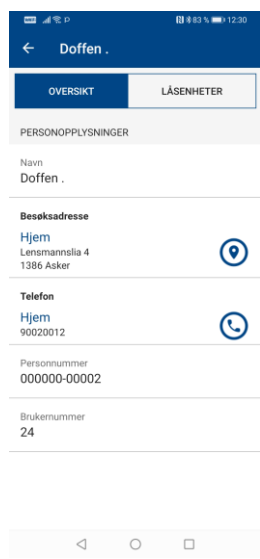 83 % 12:30
Doffen .
OVERSIKT
LÅSENHETER
PERSONOPPLYSNINGER
Navn
Doffen .
Besøksadresse
Hjem
Lensmannslia 4
1386 Asker
Telefon
Hjem
90020012
Personnummer
000000-00002
Brukernummer
24